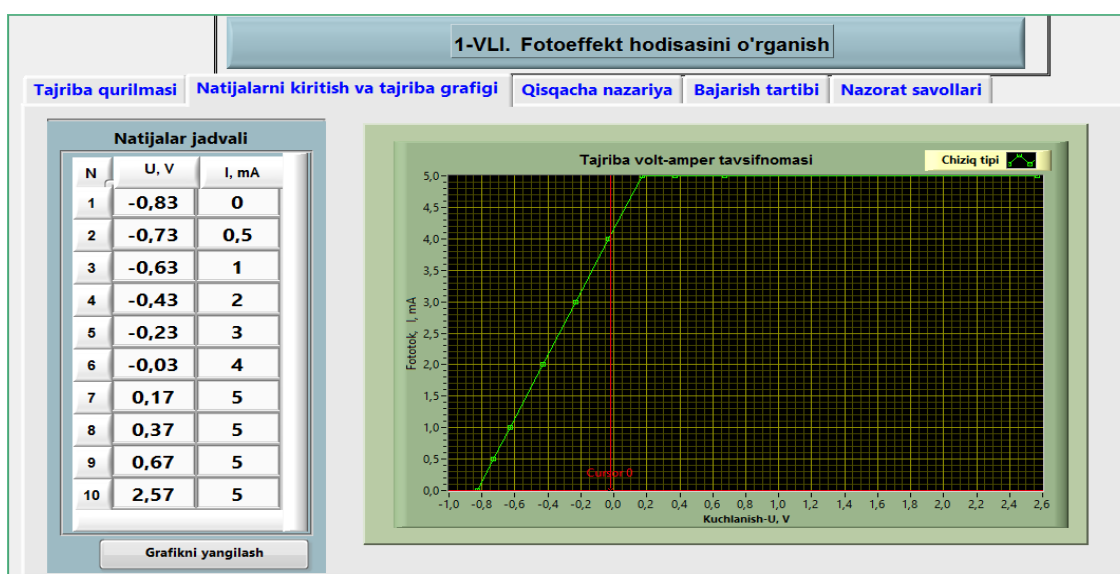 1-VLI. Fotoeffekt hodisasini o'rganish
Tajriba qurilmasi Natijalarni kiritish va tajriba grafigi Qisqacha nazariya Bajarish tartibi Nazorat savollari
Natijalar jadvali
N U, V I, mA
1 -0,83 0
2 -0,73 0,5
3 -0,63 1
4 -0,43 2
5 -0,23 3
6 -0,03 4
7 0,17 5
8 0,37 5
9 0,67 5
10 2,57 5
Grafikni yangilash
Tajriba volt-amper tavsifnomasi
Chiziq tipi
Fototok, I, mA
5,0
4,5
4,0
3,5
3,0
2,5
2,0
1,5
1,0
0,5
0,0
Cursor 0
-1,0 -0,8 -0,6 -0,4 -0,2 0,0 0,2 0,4 0,6 0,8 1,0 1,2 1,4 1,6 1,8 2,0 2,2 2,4 2,6
Kuchlanish-U, V